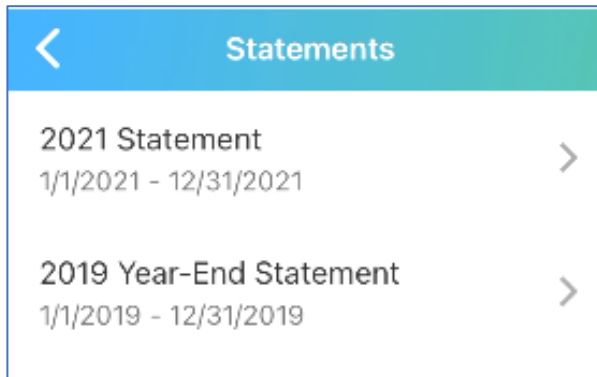 Statements
2021 Statement
1/1/2021 - 12/31/2021
2019 Year-End Statement
1/1/2019 - 12/31/2019